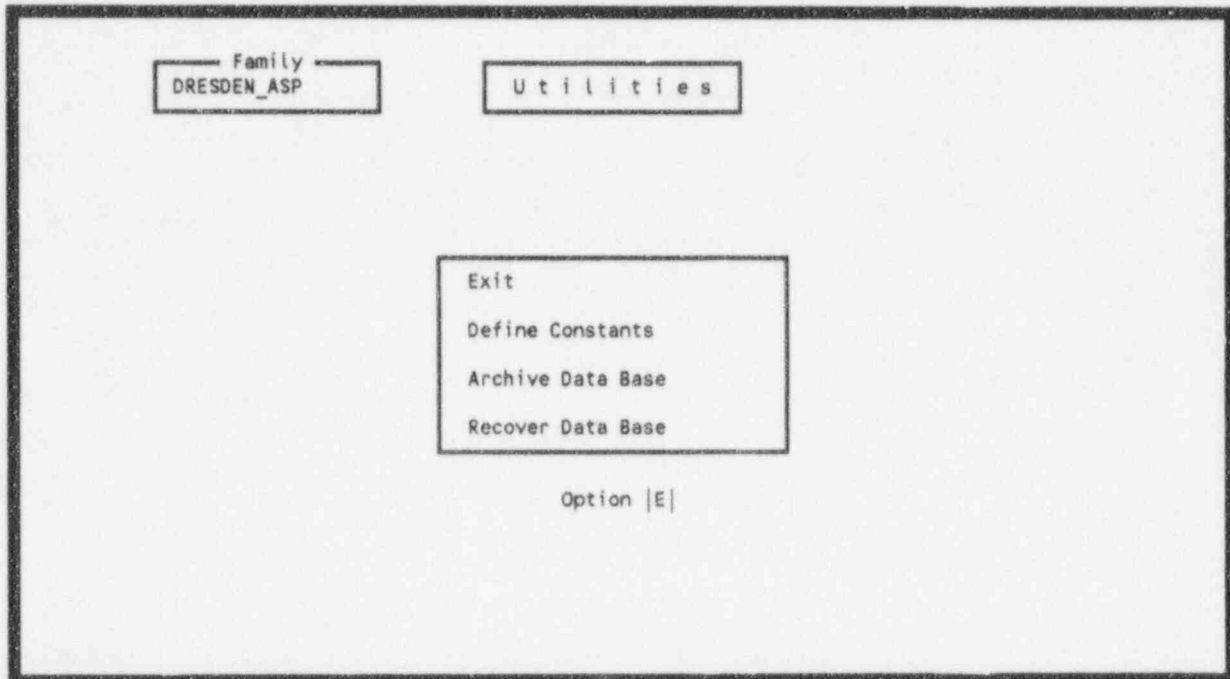 Family
DRESDEN_ASP
Utilities
Exit
Define Constants
Archive Data Base
Recover Data Base
Option |E|